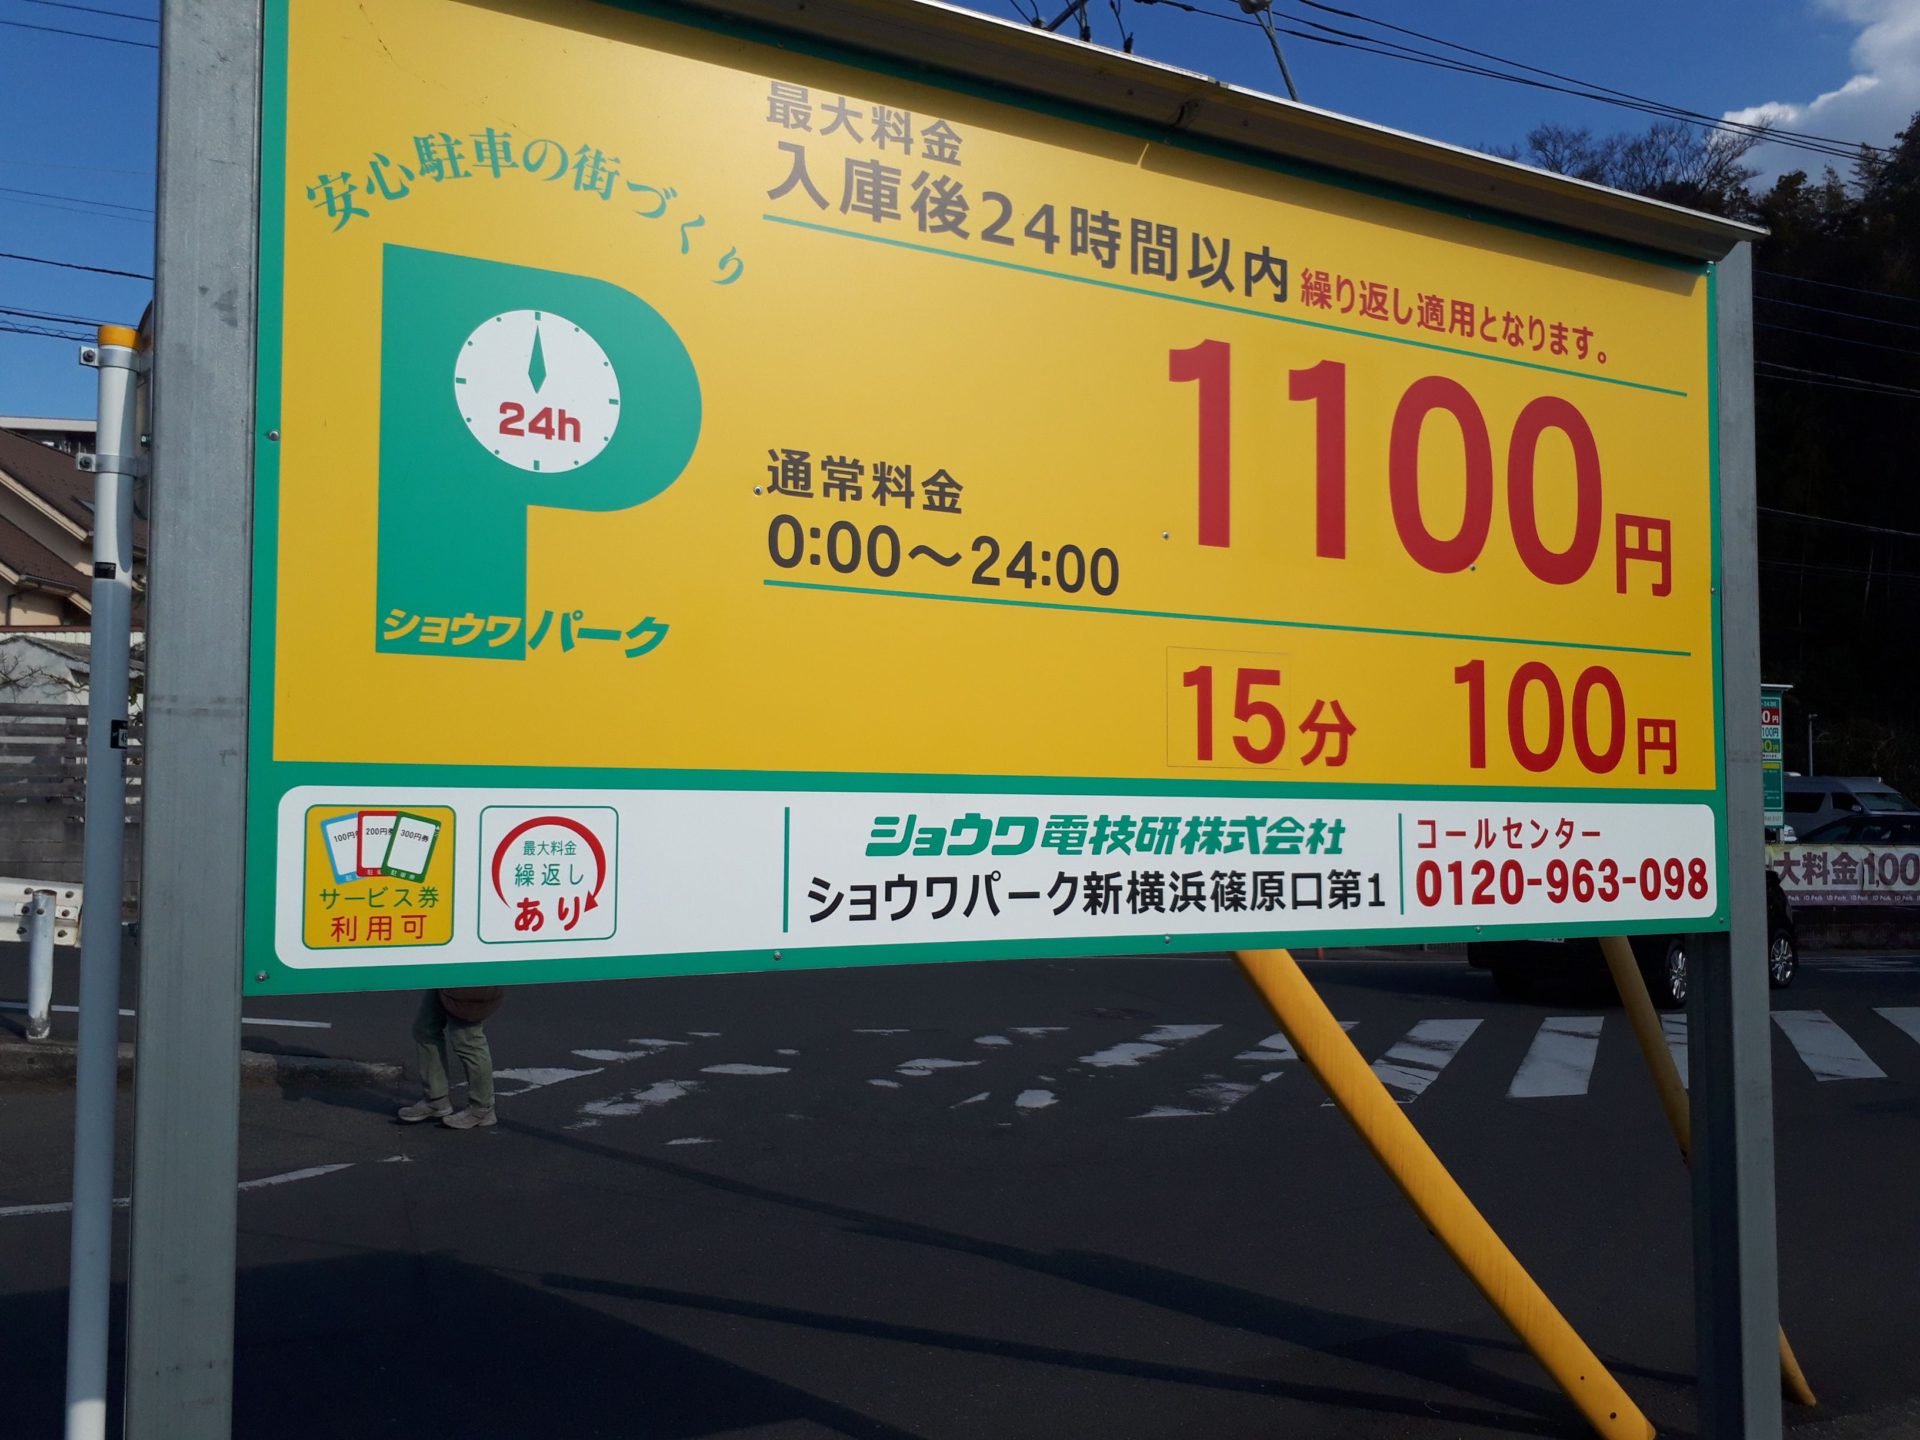 安心駐車の街づくり
24h
ショウワパーク
最大料金
入庫後24時間以内 繰り返し適用となります。
1100円
通常料金
0:00～24:00
15分 100円
100円券 200円券 300円券
サービス券
利用可
最大料金
繰返し
あり
ショウワ電技研株式会社
ショウワパーク新横浜篠原口第1
コールセンター
0120-963-098
大料金100